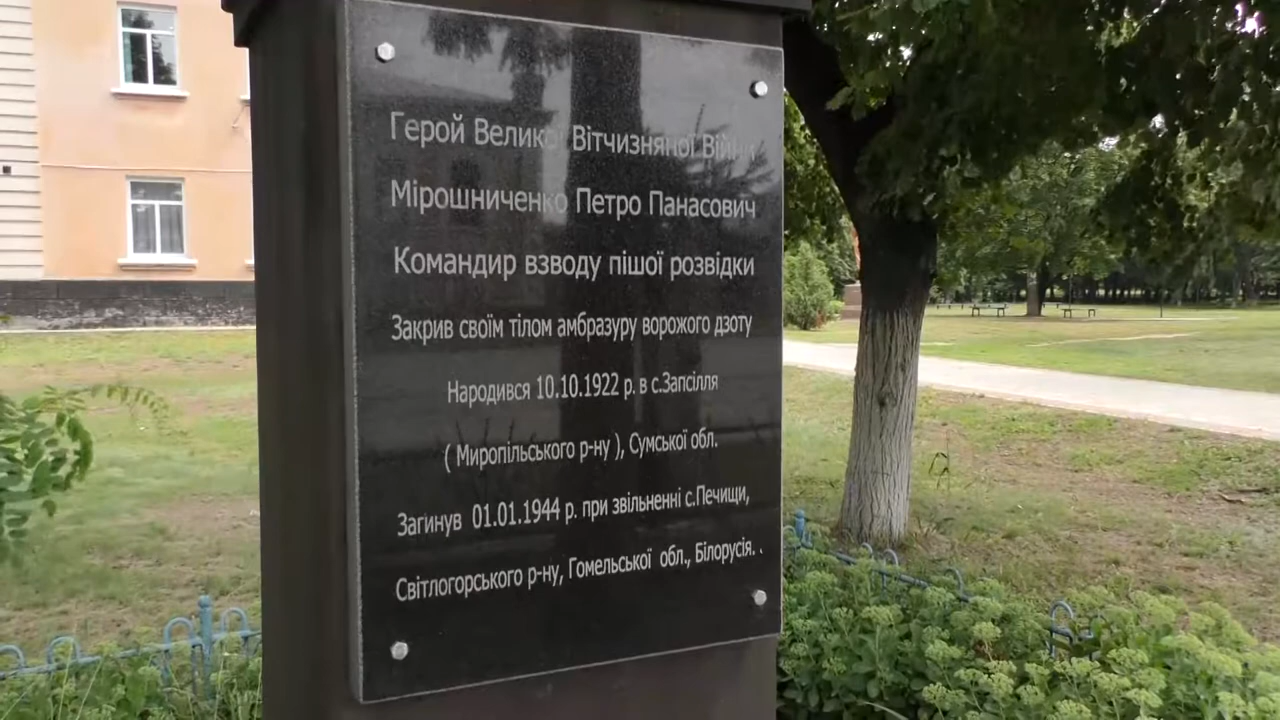 Герой Великої Вітчизняної Війни
Мірошниченко Петро Панасович
Командир взводу пішої розвідки
Закрив своїм тілом амбразуру ворожого дзоту
Народився 10.10.1922 р. в с.Запсілля
( Миропільського р-ну ), Сумської обл.
Загинув 01.01.1944 р. при звільненні с.Печищи,
Світлогорського р-ну, Гомельської обл., Білорусія. .